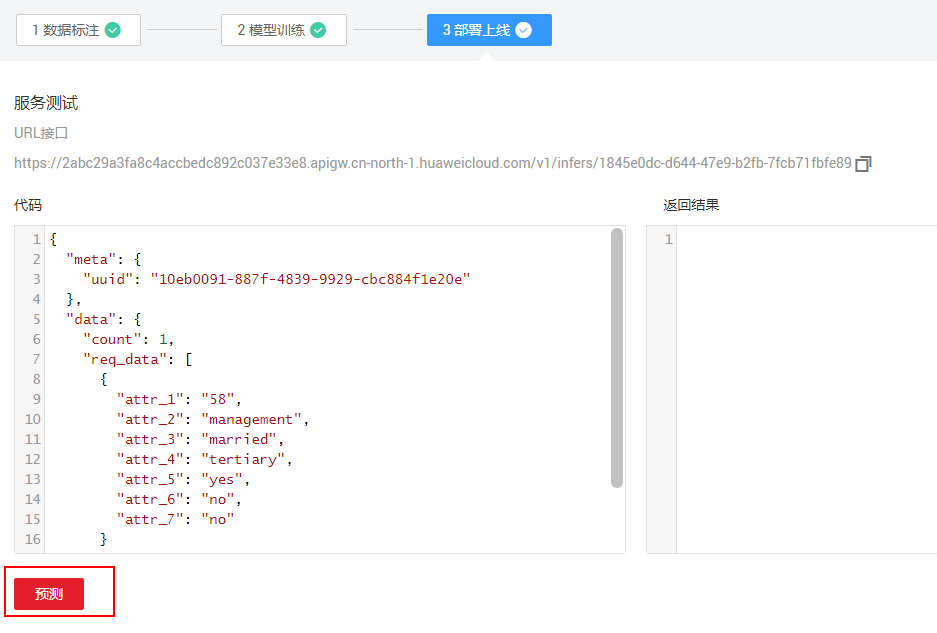 1 数据标注
2 模型训练
3 部署上线
服务测试
URL接口
https://2abc29a3fa8c4accbedc892c037e33e8.apigw.cn-north-1.huaweicloud.com/v1/infers/1845e0dc-d644-47e9-b2fb-7fcb71fbfe89
代码
返回结果
1 {
2 "meta": {
3 "uuid": "10eb0091-887f-4839-9929-cbc884f1e20e"
4 },
5 "data": {
6 "count": 1,
7 "req_data": [
8 {
9 "attr_1": "58",
10 "attr_2": "management",
11 "attr_3": "married",
12 "attr_4": "tertiary",
13 "attr_5": "yes",
14 "attr_6": "no",
15 "attr_7": "no"
16 }
1
预测